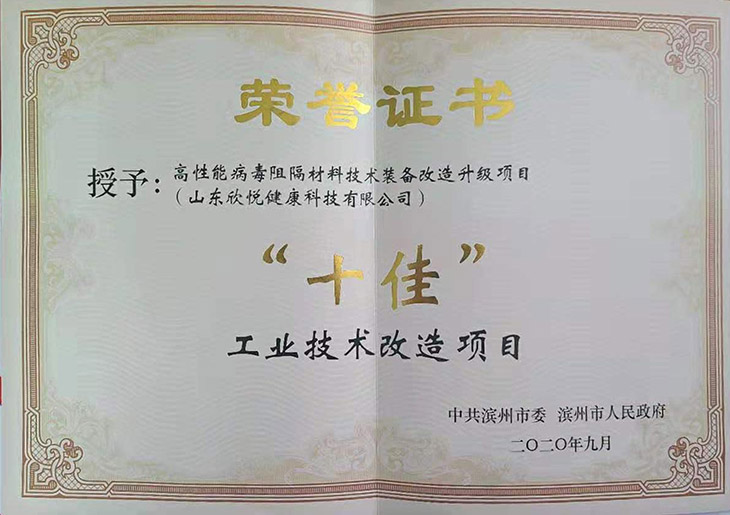 荣誉证书
授予：高性能病毒阻隔材料技术装备改造升级项目
（山东欣悦健康科技有限公司）
“十佳”
工业技术改造项目
中共滨州市委 滨州市人民政府
二〇二〇年九月